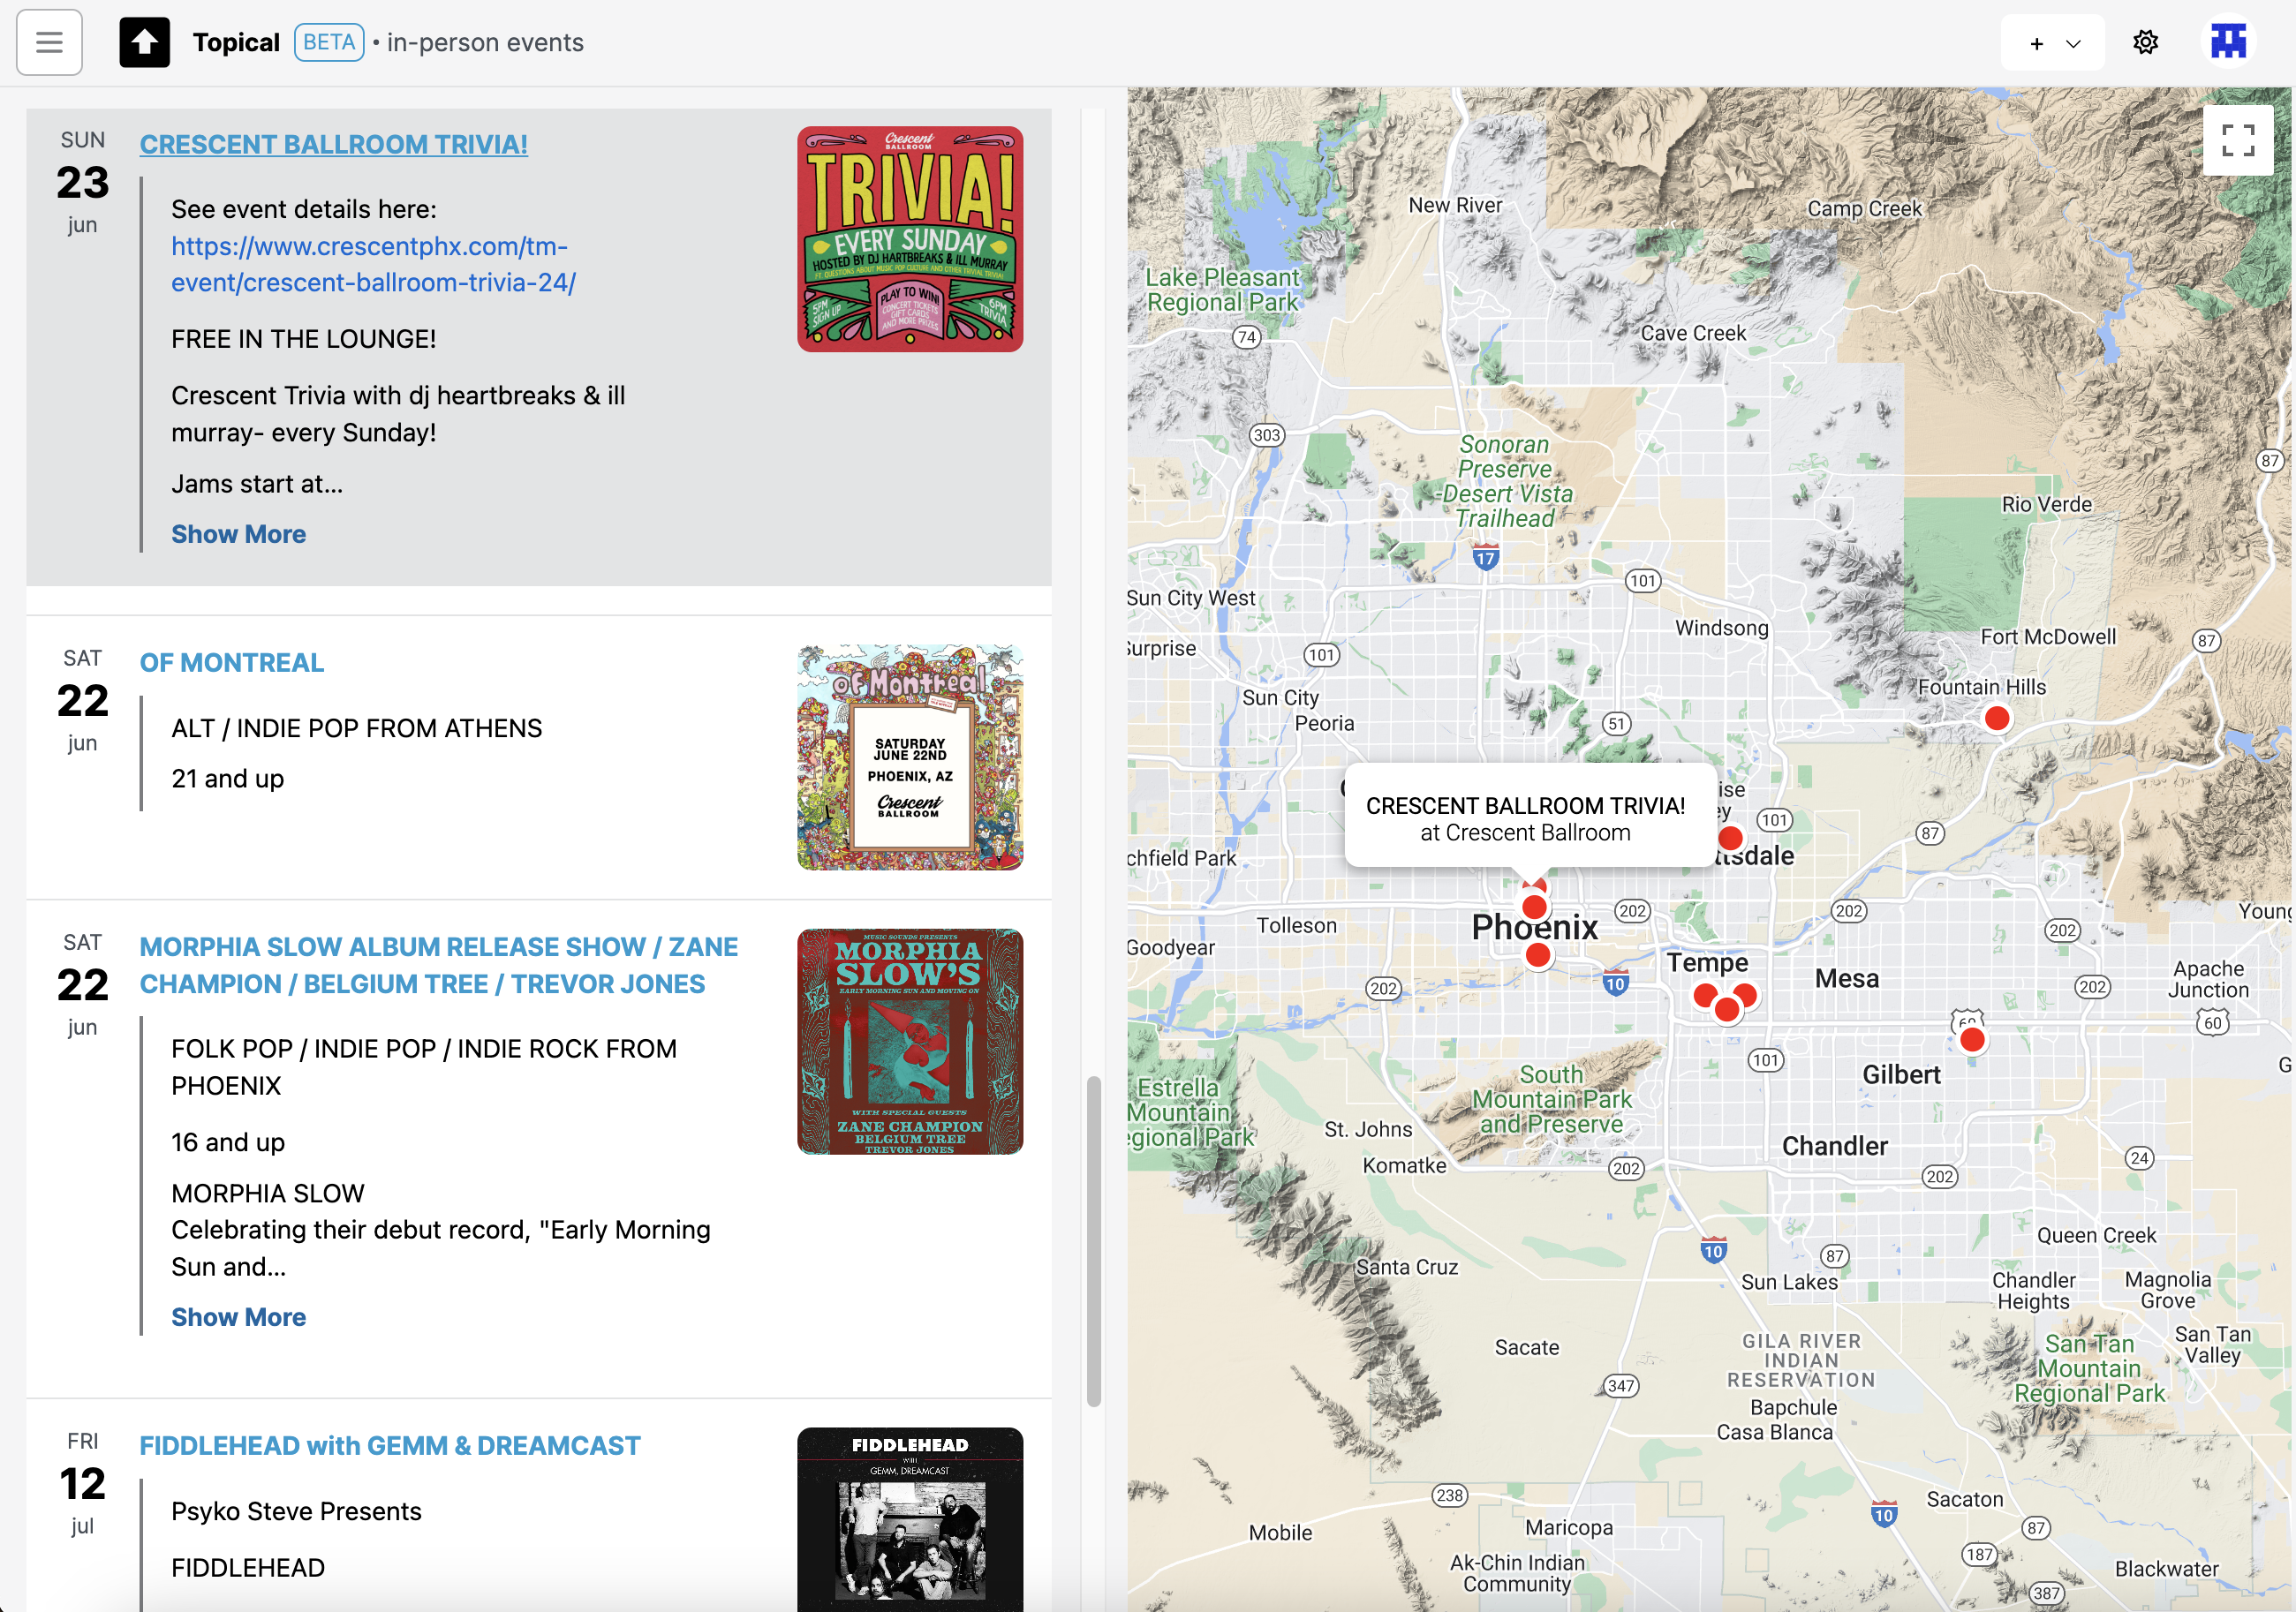 Topical BETA • in-person events
+
SUN
23
jun
CRESCENT BALLROOM TRIVIA!
See event details here:
https://www.crescentphx.com/tm-
event/crescent-ballroom-trivia-24/
FREE IN THE LOUNGE!
Crescent Trivia with dj heartbreaks & ill
murray- every Sunday!
Jams start at...
Show More
Crescent
BALLROOM
TRIVIA!
EVERY SUNDAY
HOSTED BY DJ HARTBREAKS & ILL MURRAY
FT. QUESTIONS ABOUT MUSIC POP CULTURE AND OTHER TRIVIAL TRIVIA!
5PM
SIGN UP
PLAY TO WIN!
CONCERT TICKETS
GIFT CARDS
AND MORE PRIZES
6PM
TRIVIA
SAT
22
jun
OF MONTREAL
ALT / INDIE POP FROM ATHENS
21 and up
of Montreal
SATURDAY
JUNE 22ND
PHOENIX, AZ
Crescent
BALLROOM
SAT
22
jun
MORPHIA SLOW ALBUM RELEASE SHOW / ZANE
CHAMPION / BELGIUM TREE / TREVOR JONES
FOLK POP / INDIE POP / INDIE ROCK FROM
PHOENIX
16 and up
MORPHIA SLOW
Celebrating their debut record, "Early Morning
Sun and...
Show More
MUSIC SOUNDS PRESENTS
MORPHIA
SLOW'S
EARLY MORNING SUN AND MOVING ON
WITH SPECIAL GUESTS
ZANE CHAMPION
BELGIUM TREE
TREVOR JONES
FRI
12
jul
FIDDLEHEAD with GEMM & DREAMCAST
Psyko Steve Presents
FIDDLEHEAD
FIDDLEHEAD
WITH
GEMM, DREAMCAST
New River
Camp Creek
Lake Pleasant
Regional Park
74
Cave Creek
303
87
Sonoran
Preserve
-Desert Vista
Trailhead
Rio Verde
17
101
Sun City West
Windsong
Fort McDowell
87
Surprise
101
Sun City
Fountain Hills
Peoria
51
CRESCENT BALLROOM TRIVIA!
at Crescent Ballroom
ise
ey
101
87
ttsdale
chfield Park
202
202
Young
Tolleson
Phoenix
202
Goodyear
Tempe
Mesa
Apache
Junction
202
10
202
60
60
101
Estrella
Mountain
egional Park
South
Mountain Park
and Preserve
Gilbert
G
St. Johns
Chandler
Komatke
202
24
202
Queen Creek
10
87
Santa Cruz
Sun Lakes
Chandler
Heights
Magnolia
Grove
Sacate
GILA RIVER
INDIAN
RESERVATION
San Tan
Mountain
Regional Park
San Tan
Valley
347
Bapchule
Casa Blanca
238
Sacaton
10
Mobile
Maricopa
87
187
Ak-Chin Indian
Community
Blackwater
387